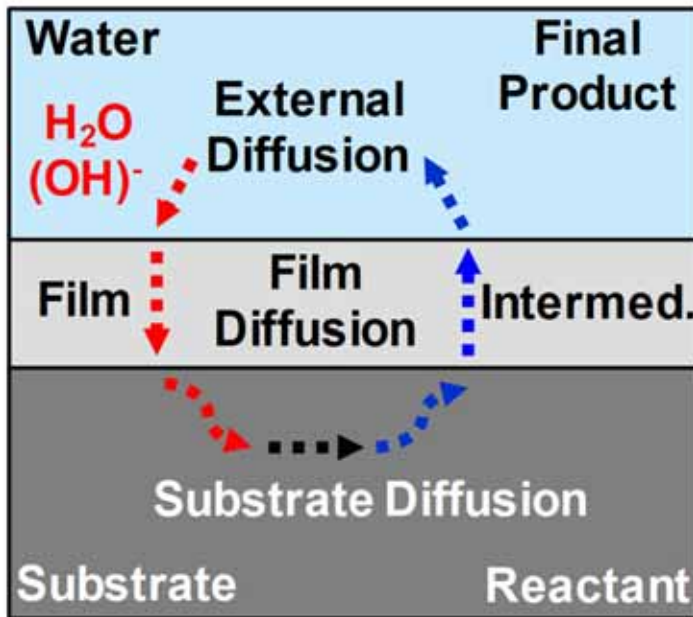 Water
Final
Product
External
Diffusion
H₂O
(OH)⁻
Film
Film
Diffusion
Intermed.
Substrate Diffusion
Substrate
Reactant